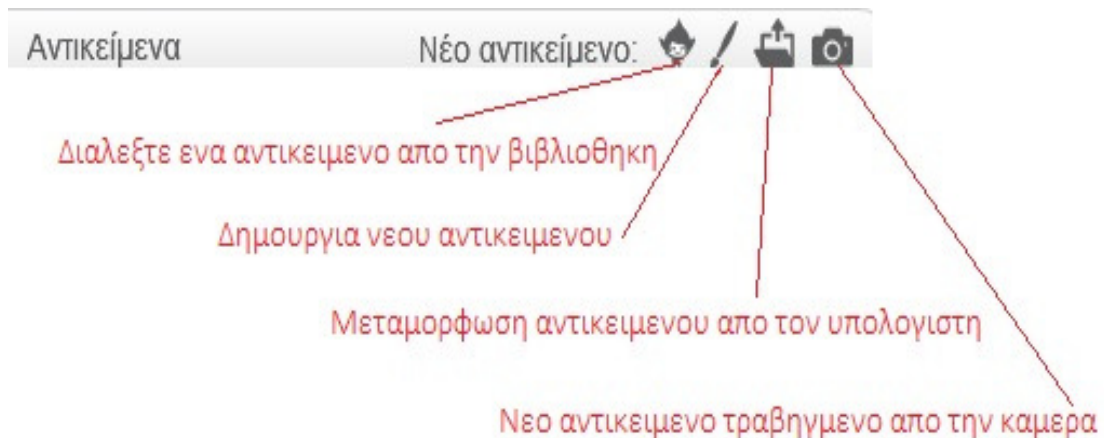 Αντικείμενα Νέο αντικείμενο:
Διαλεξτε ενα αντικειμενο απο την βιβλιοθηκη
Δημουργια νεου αντικειμενου
Μεταμορφωση αντικειμενου απο τον υπολογιστη
Νεο αντικειμενο τραβηγμενο απο την καμερα